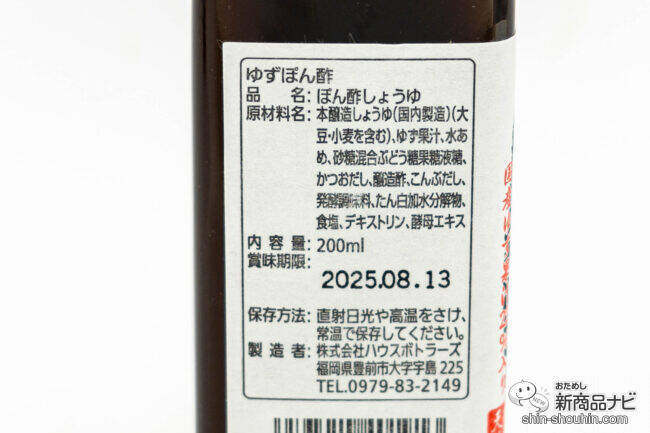 ゆずぽん酢
品名:ぽん酢しょうゆ
原材料名:本醸造しょうゆ(国内製造)(大
豆・小麦を含む)、ゆず果汁、水あ
め、砂糖混合ぶどう糖果糖液糖、
かつおだし、醸造酢、こんぶだし、
発酵調味料、たん白加水分解物、
食塩、デキストリン、酵母エキス
内容量:200ml
賞味期限:
2025.08.13
保存方法:直射日光や高温をさけ、
常温で保存してください。
製造者:株式会社ハウスボトラーズ
福岡県豊前市大字宇島225
TEL.0979-83-2149
おためし
新商品ナビ
shin-shouhin.com